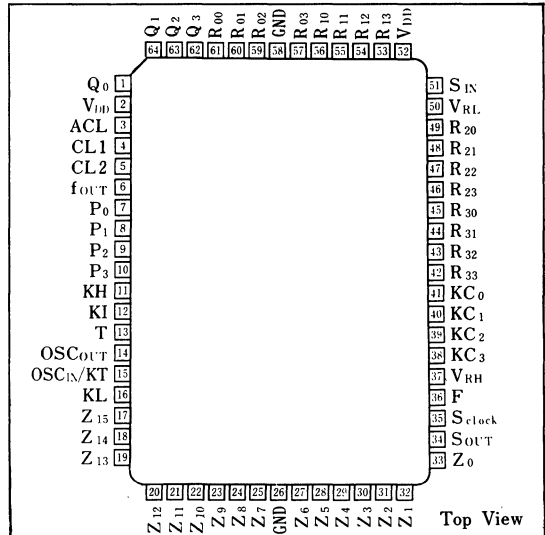 Q₁ Q₂ Q₃ R₀₀ R₀₁ R₀₂ GND R₀₃ R₁₀ R₁₁ R₁₂ R₁₃ VDD
64 63 62 61 60 59 58 57 56 55 54 53 52
Q₀ 1
VDD 2
ACL 3
CL1 4
CL2 5
fOUT 6
P₀ 7
P₁ 8
P₂ 9
P₃ 10
KH 11
KI 12
T 13
OSCOUT 14
OSCIN/KT 15
KL 16
Z₁₅ 17
Z₁₄ 18
Z₁₃ 19
51 SIN
50 VRL
49 R₂₀
48 R₂₁
47 R₂₂
46 R₂₃
45 R₃₀
44 R₃₁
43 R₃₂
42 R₃₃
41 KC₀
40 KC₁
39 KC₂
38 KC₃
37 VRH
36 F
35 Sclock
34 SOUT
33 Z₀
20 21 22 23 24 25 26 27 28 29 30 31 32
Z₁₂ Z₁₁ Z₁₀ Z₉ Z₈ Z₇ GND Z₆ Z₅ Z₄ Z₃ Z₂ Z₁
Top View